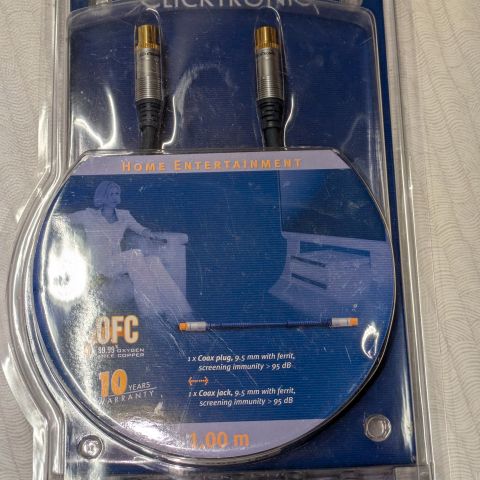 CLICKTRONIC
HOME ENTERTAINMENT
OFC
99.99 OXYGEN
COPPER
10 YEARS
WARRANTY
1 x Coax plug, 9.5 mm with ferrit,
screening immunity > 95 dB
1 x Coax jack, 9.5 mm with ferrit,
screening immunity > 95 dB
1.00 m